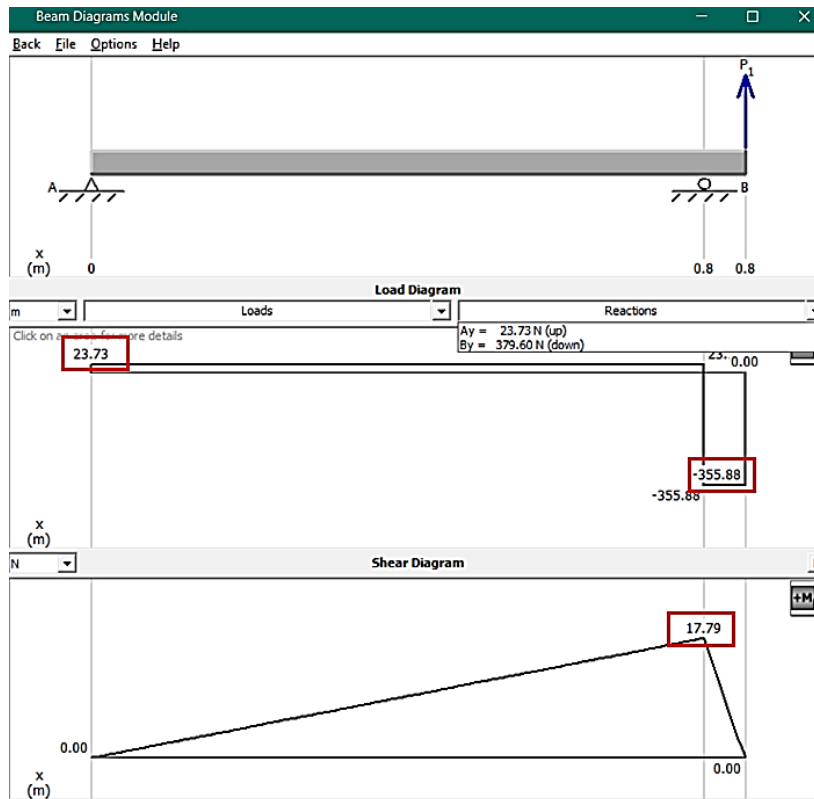 Beam Diagrams Module
Back File Options Help
P1
A
B
x
(m) 0 0.8 0.8
Load Diagram
m Loads Reactions
Click on an area for more details
Ay = 23.73 N (up)
By = 379.60 N (down)
23.73
23. 0.00
-355.88
-355.88
x
(m)
N Shear Diagram
+M
17.79
0.00
0.00
x
(m)